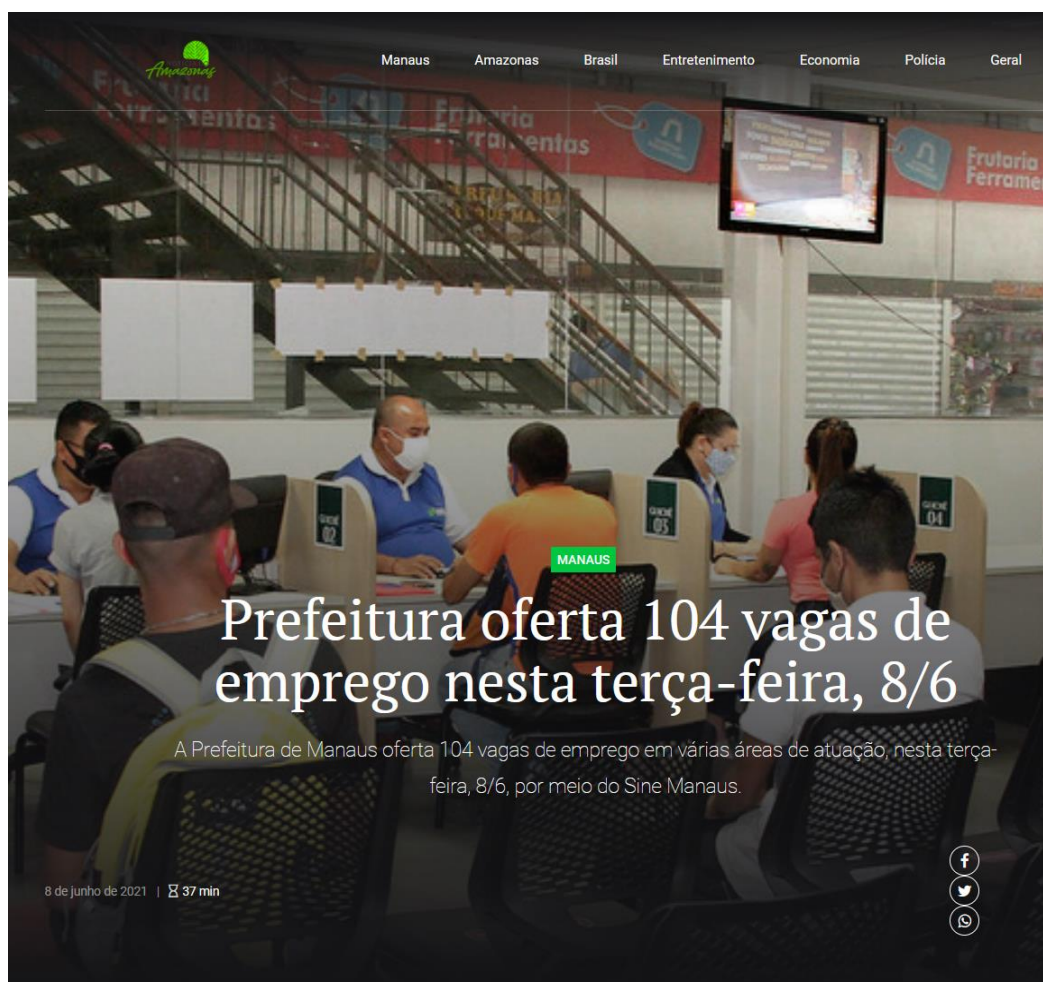 Amazonas
Manaus Amazonas Brasil Entretenimento Economia Polícia Geral
Frutaria
Ferramentas
Frutaria
Ferramentas
Frutaria
GUICHÊ
02
GUICHÊ
03
GUICHÊ
04
MANAUS
Prefeitura oferta 104 vagas de
emprego nesta terça-feira, 8/6
A Prefeitura de Manaus oferta 104 vagas de emprego em várias áreas de atuação, nesta terça-
feira, 8/6, por meio do Sine Manaus.
8 de junho de 2021 | 37 min